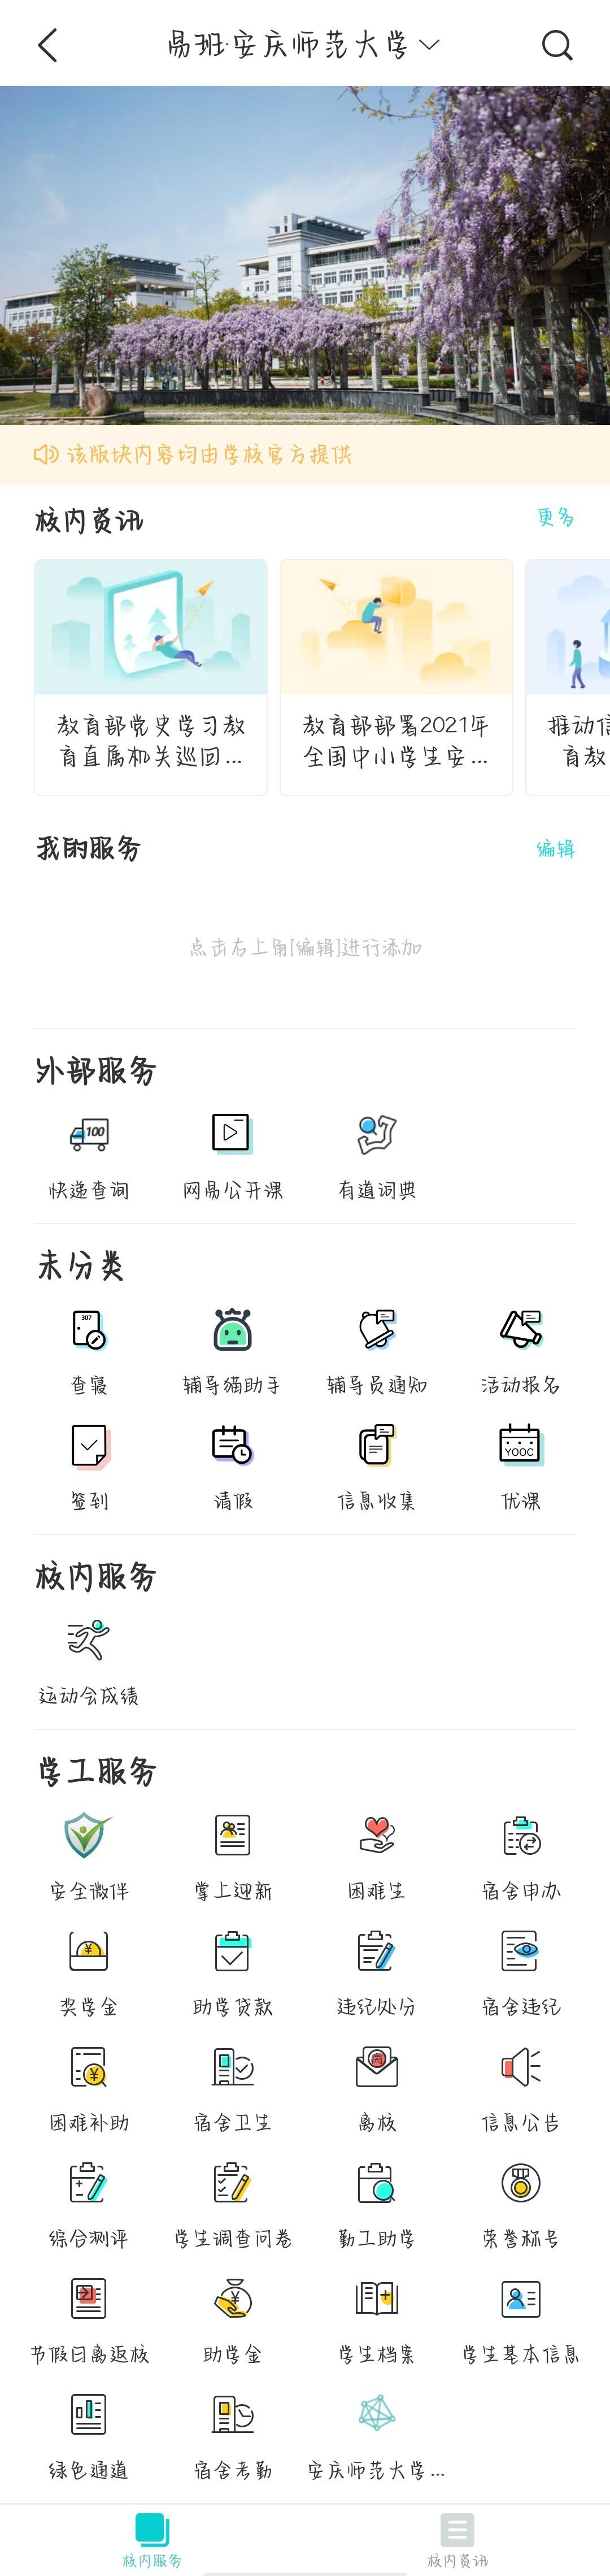 易班·安庆师范大学
该版块内容均由学校官方提供
校内资讯
更多
教育部党史学习教
育直属机关巡回...
教育部部署2021年
全国中小学生安...
推动信
育教
我的服务
编辑
点击右上角[编辑]进行添加
外部服务
100
快递查询
网易公开课
有道词典
未分类
307
查寝
辅导猫助手
辅导员通知
活动报名
YOOC
签到
请假
信息收集
优课
校内服务
运动会成绩
学工服务
安全微伴
掌上迎新
困难生
宿舍申办
奖学金
助学贷款
违纪处分
宿舍违纪
困难补助
宿舍卫生
离校
信息公告
综合测评
学生调查问卷
勤工助学
荣誉称号
节假日离返校
助学金
学生档案
学生基本信息
绿色通道
宿舍考勤
安庆师范大学...
校内服务
校内资讯